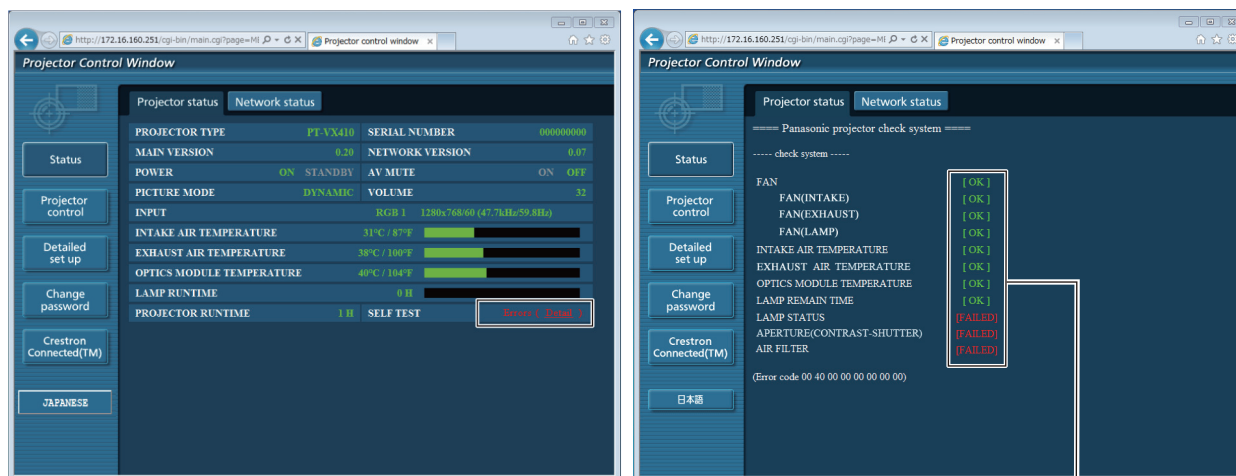 http://172.16.160.251/cgi-bin/main.cgi?page=MI
Projector control window
Projector Control Window
Projector status
Network status
PROJECTOR TYPE PT-VX410 SERIAL NUMBER 000000000
MAIN VERSION 0.20 NETWORK VERSION 0.07
POWER ON STANDBY AV MUTE ON OFF
PICTURE MODE DYNAMIC VOLUME 32
INPUT RGB 1 1280x768/60 (47.7kHz/59.8Hz)
INTAKE AIR TEMPERATURE 31°C / 87°F
EXHAUST AIR TEMPERATURE 38°C / 100°F
OPTICS MODULE TEMPERATURE 40°C / 104°F
LAMP RUNTIME 0 H
PROJECTOR RUNTIME 1 H SELF TEST Errors [ Detail ]
Status
Projector
control
Detailed
set up
Change
password
Crestron
Connected(TM)
JAPANESE
http://172.16.160.251/cgi-bin/main.cgi?page=MI
Projector control window
Projector Control Window
Projector status
Network status
==== Panasonic projector check system ====
----- check system -----
FAN [ OK ]
FAN(INTAKE) [ OK ]
FAN(EXHAUST) [ OK ]
FAN(LAMP) [ OK ]
INTAKE AIR TEMPERATURE [ OK ]
EXHAUST AIR TEMPERATURE [ OK ]
OPTICS MODULE TEMPERATURE [ OK ]
LAMP REMAIN TIME [ OK ]
LAMP STATUS [FAILED]
APERTURE(CONTRAST-SHUTTER) [FAILED]
AIR FILTER [FAILED]
(Error code 00 40 00 00 00 00 00 00)
Status
Projector
control
Detailed
set up
Change
password
Crestron
Connected(TM)
日本語